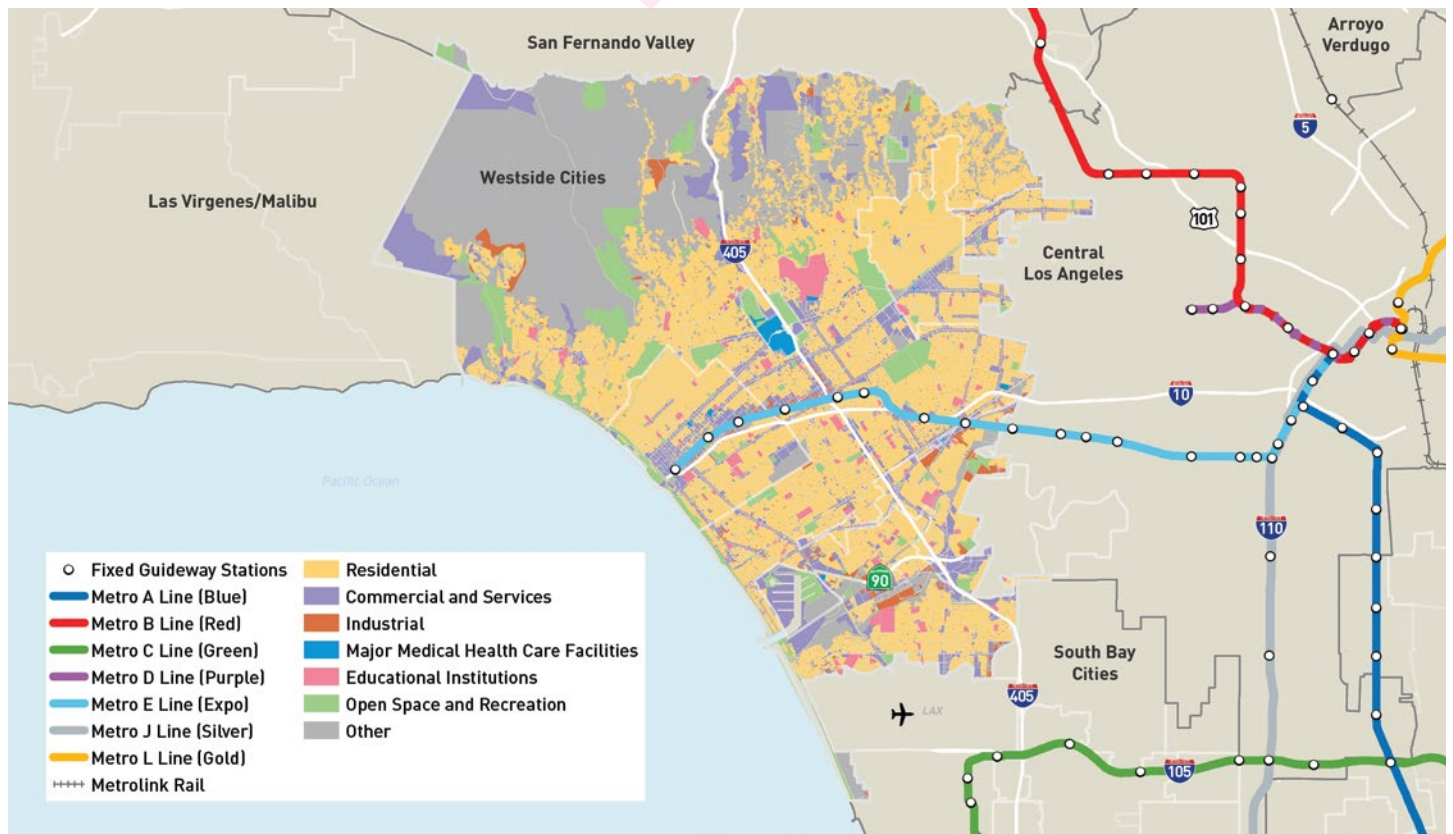 San Fernando Valley
Arroyo
Verdugo
5
Westside Cities
Las Virgenes/Malibu
101
405
Central
Los Angeles
10
Pacific Ocean
110
90
Fixed Guideway Stations
Metro A Line (Blue)
Metro B Line (Red)
Metro C Line (Green)
Metro D Line (Purple)
Metro E Line (Expo)
Metro J Line (Silver)
Metro L Line (Gold)
Metrolink Rail
Residential
Commercial and Services
Industrial
Major Medical Health Care Facilities
Educational Institutions
Open Space and Recreation
Other
South Bay
Cities
405
LAX
105